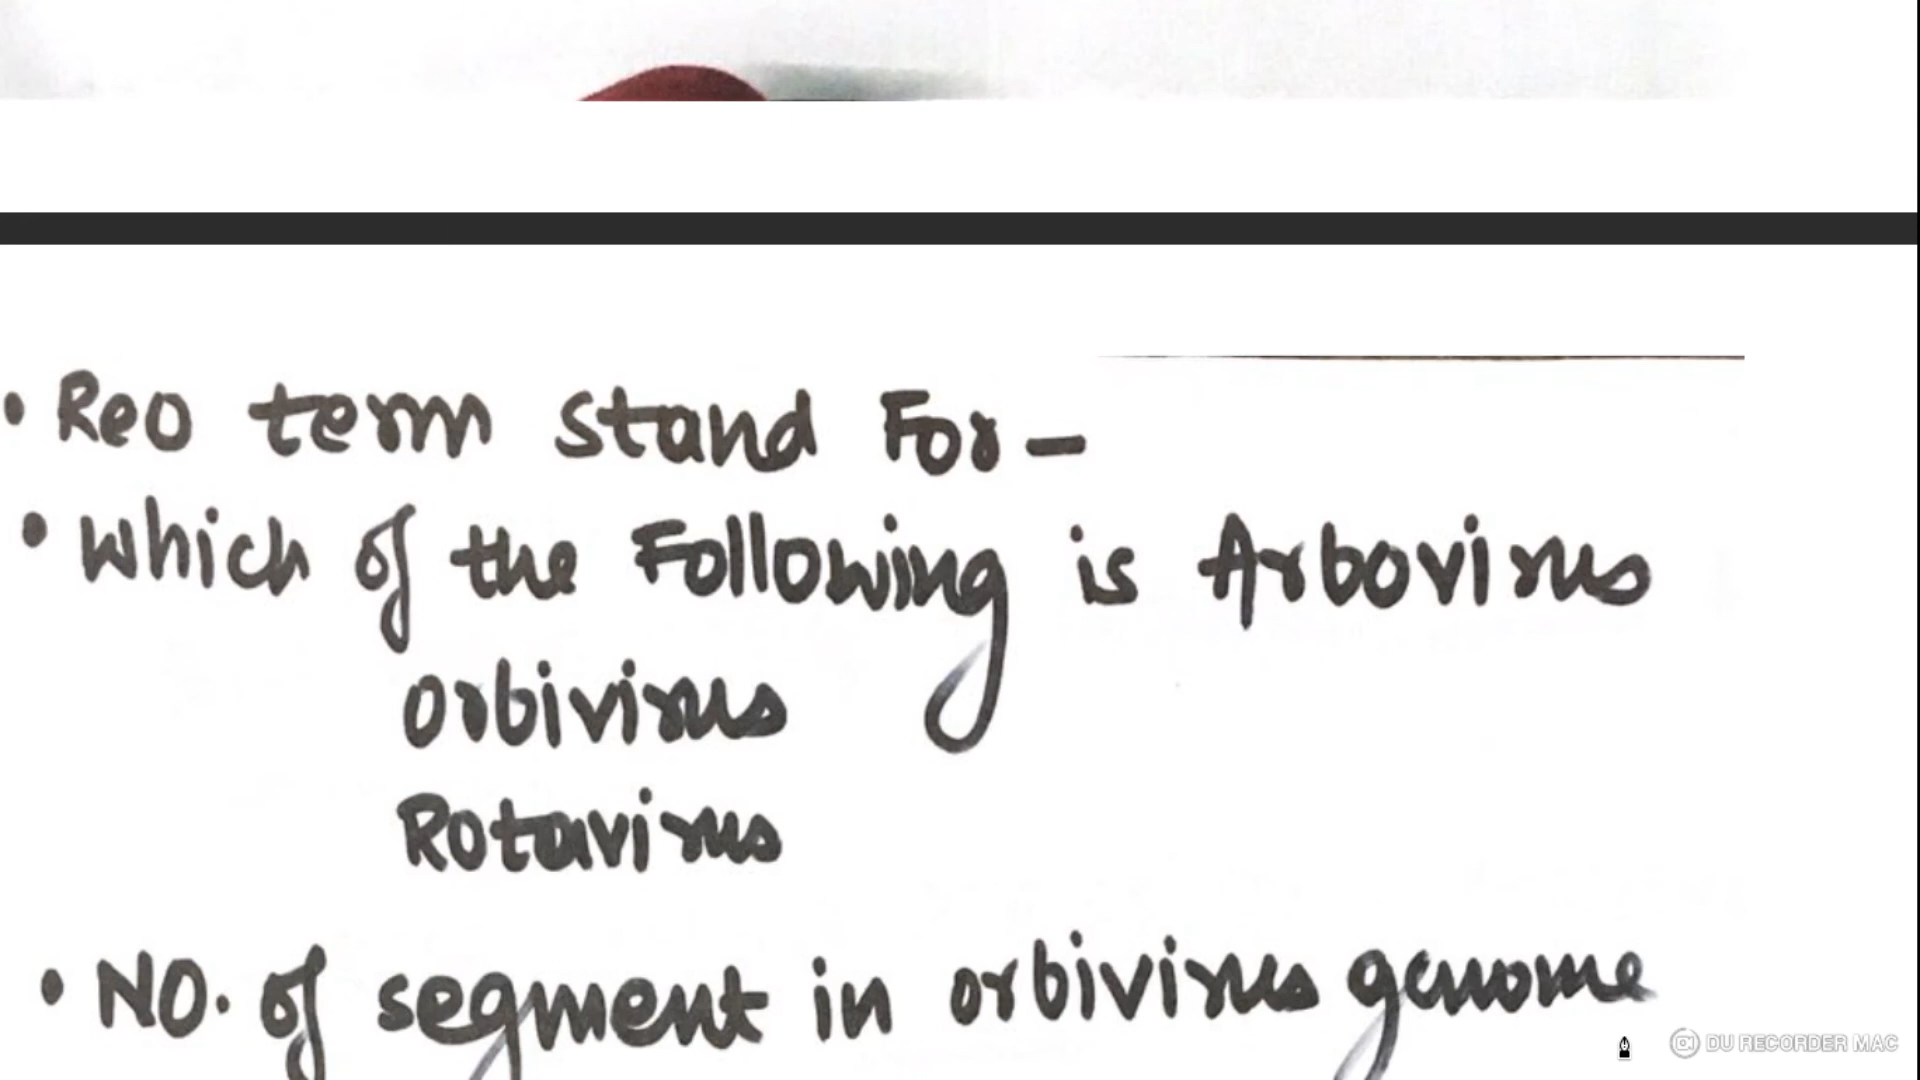 • Reo term stand For -
• Which of the Following is Arbovirus
Orbivirus
Rotavirus
• NO. of segment in orbivirus genome
DU RECORDER MAC